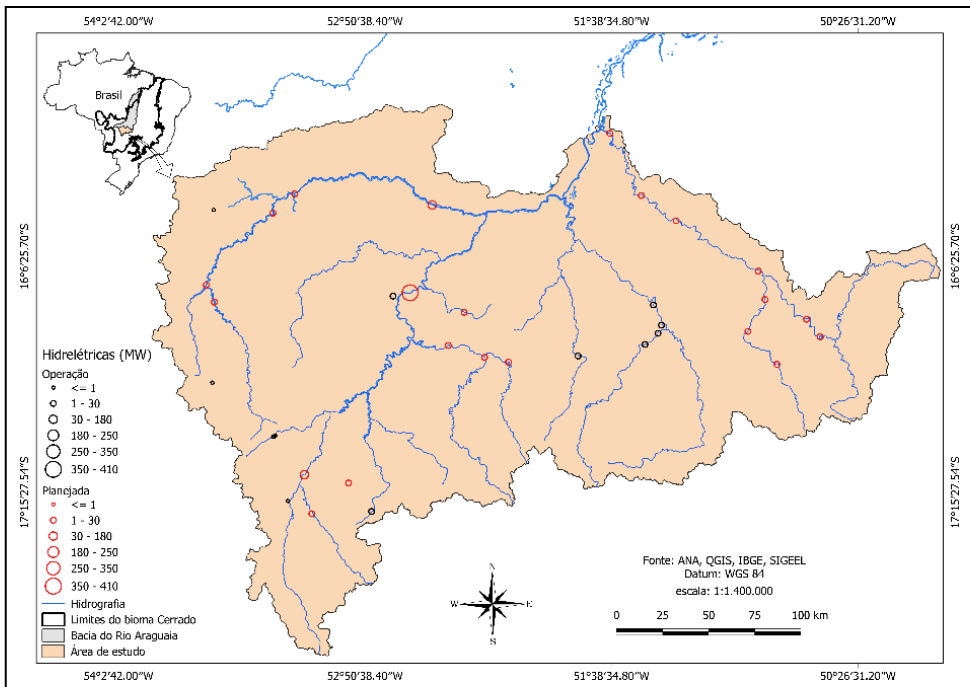 54°2'42.00"W 52°50'38.40"W 51°38'34.80"W 50°26'31.20"W
Brasil
16°6'25.70"S
16°6'25.70"S
17°15'27.54"S
17°15'27.54"S
Hidrelétricas (MW)
Operação
<= 1
1 - 30
30 - 180
180 - 250
250 - 350
350 - 410
Planejada
<= 1
1 - 30
30 - 180
180 - 250
250 - 350
350 - 410
Hidrografia
Limites do bioma Cerrado
Bacia do Rio Araguaia
Área de estudo
N
W E
S
Fonte: ANA, QGIS, IBGE, SIGEEL
Datum: WGS 84
escala: 1:1.400.000
0 25 50 75 100 km
54°2'42.00"W 52°50'38.40"W 51°38'34.80"W 50°26'31.20"W